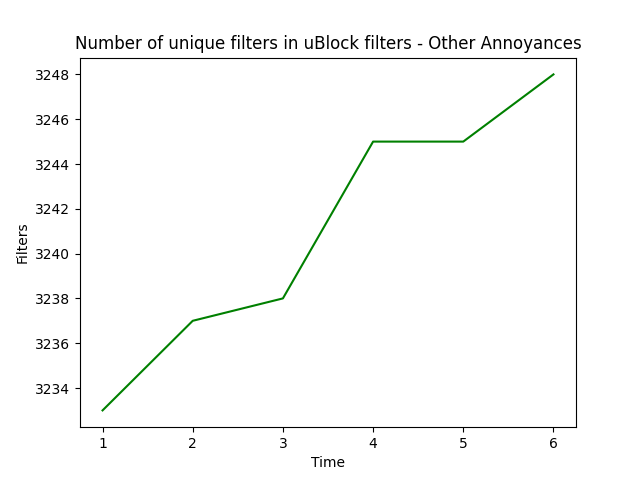 Number of unique filters in uBlock filters - Other Annoyances
3248
3246
3244
3242
3240
3238
3236
3234
Filters
1 2 3 4 5 6
Time